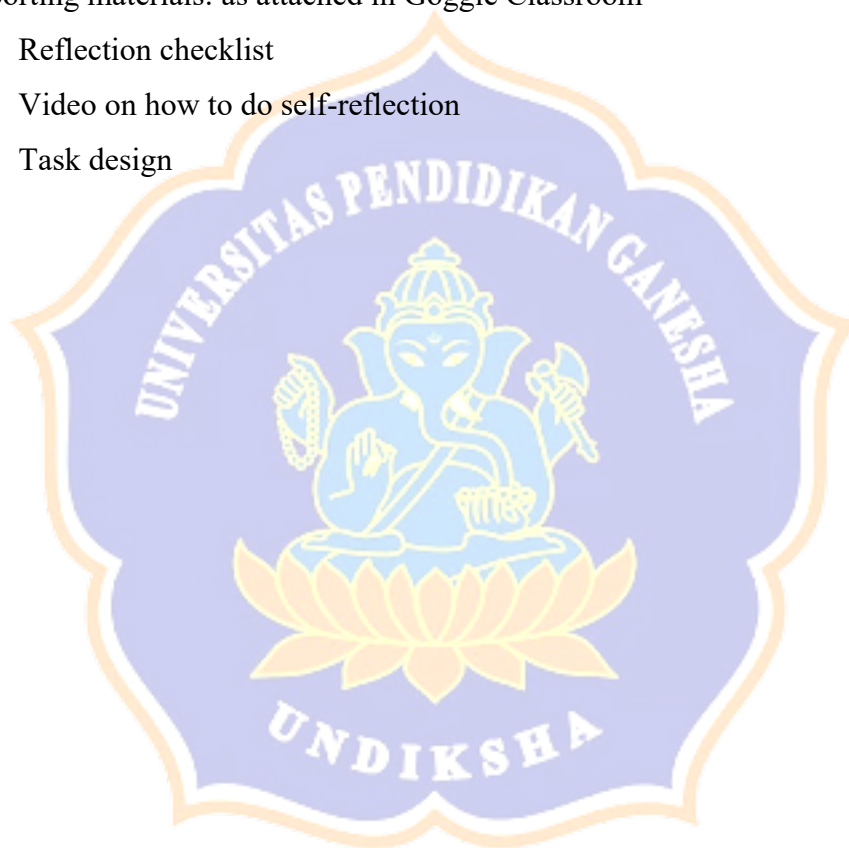 orting materials: as attached in Goggle Classroom
Reflection checklist
Video on how to do self-reflection
Task design
UNIVERSITAS PENDIDIKAN GANESHA
UNDIKSHA